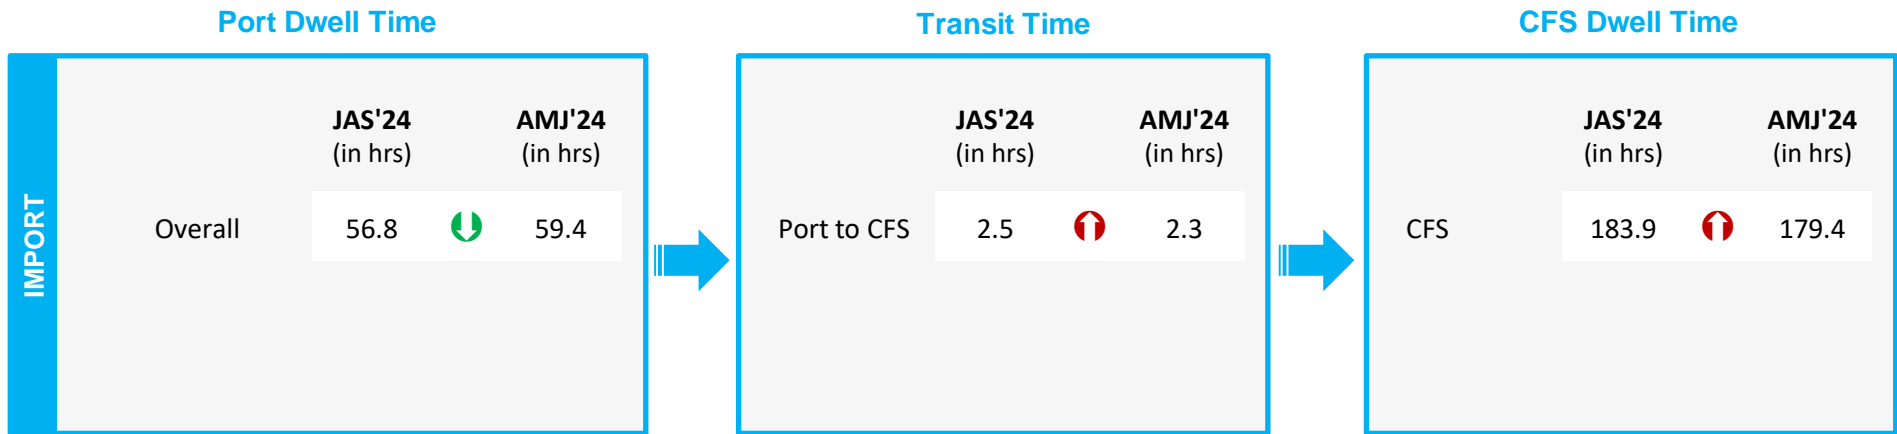 Port Dwell Time
Transit Time
CFS Dwell Time
IMPORT
JAS'24 AMJ'24
(in hrs) (in hrs)
Overall 56.8 59.4
JAS'24 AMJ'24
(in hrs) (in hrs)
Port to CFS 2.5 2.3
JAS'24 AMJ'24
(in hrs) (in hrs)
CFS 183.9 179.4